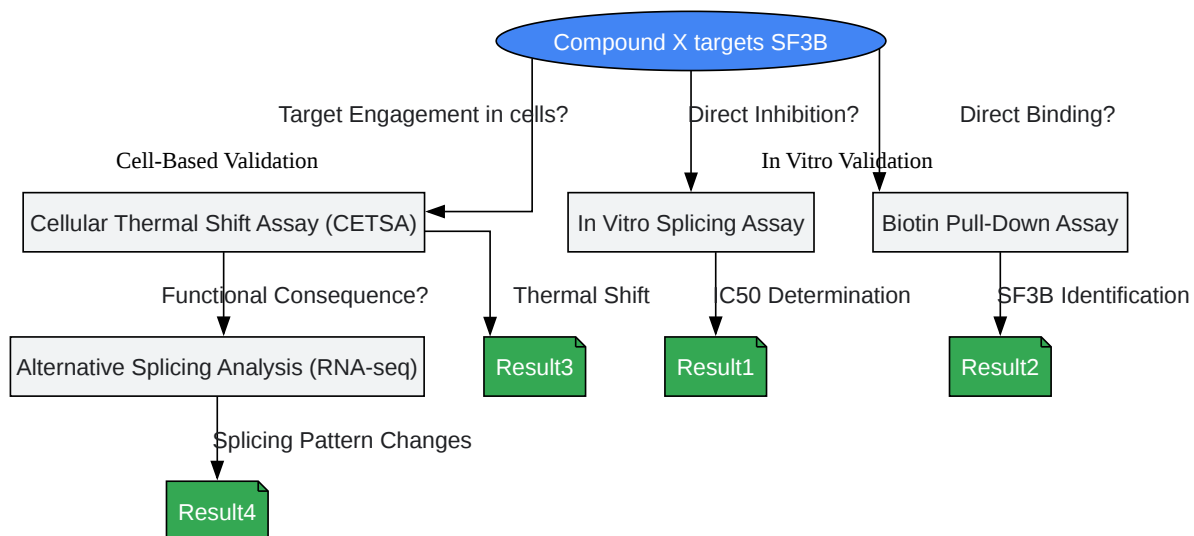 Compound X targets SF3B
Target Engagement in cells?
Direct Inhibition?
Direct Binding?
Cell-Based Validation
In Vitro Validation
Cellular Thermal Shift Assay (CETSA)
In Vitro Splicing Assay
Biotin Pull-Down Assay
Functional Consequence?
Thermal Shift
IC50 Determination
SF3B Identification
Alternative Splicing Analysis (RNA-seq)
Result3
Result1
Result2
Splicing Pattern Changes
Result4